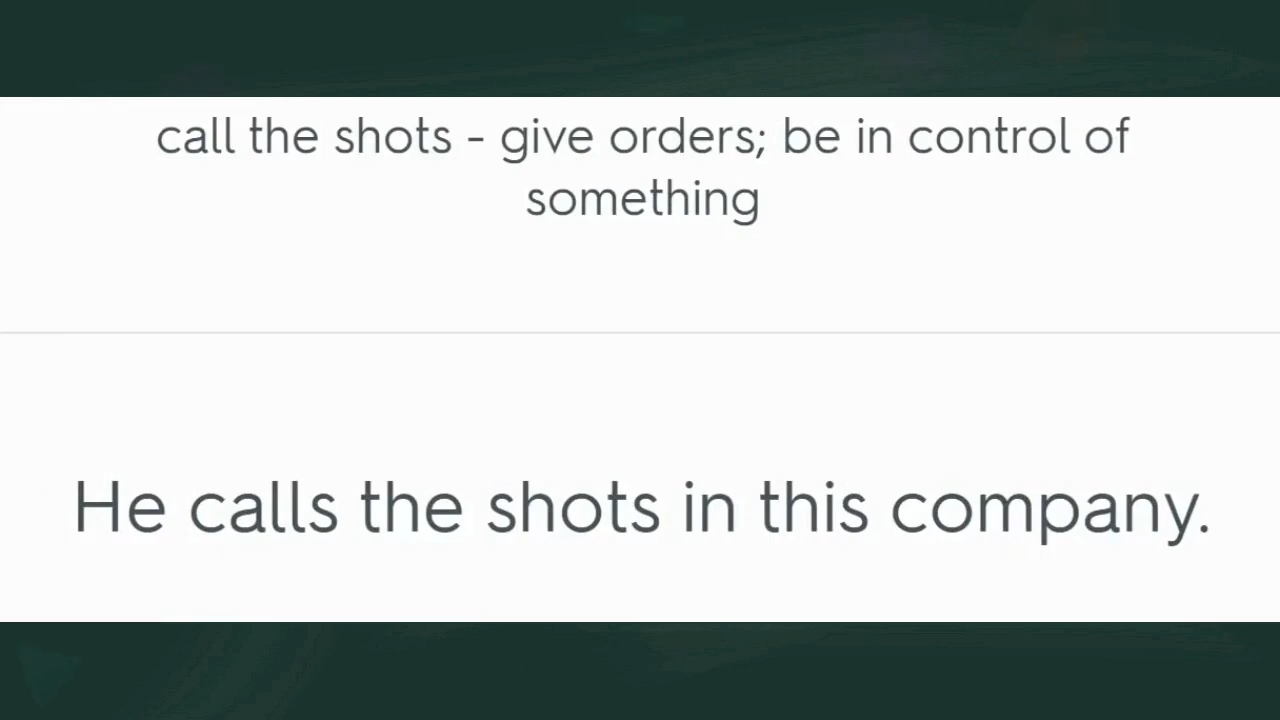 call the shots - give orders; be in control of
something
He calls the shots in this company.